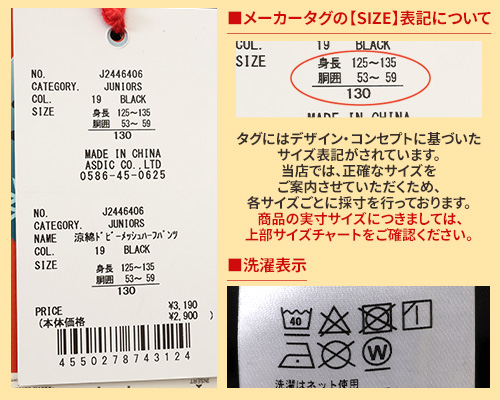 NO. J2446406
CATEGORY. JUNIORS
COL. 19 BLACK
SIZE 身長 125～135
胴囲 53～ 59
130
MADE IN CHINA
ASDIC CO.,LTD
0586-45-0625
NO. J2446406
CATEGORY JUNIORS
NAME 涼綿ﾄﾞﾋﾞｰﾒｯｼｭﾊｰﾌﾊﾟﾝﾂ
COL. 19 BLACK
SIZE 身長 125～135
胴囲 53～ 59
130
PRICE ¥3,190
(本体価格 ¥2,900)
4550278743124
■メーカータグの【SIZE】表記について
COL. 19 BLACK
SIZE 身長 125～135
胴囲 53～ 59
130
MADE IN CHINA
タグにはデザイン・コンセプトに基づいた
サイズ表記がされています。
当店では、正確なサイズを
ご案内させていただくため、
各サイズごとに採寸を行っております。
商品の実寸サイズにつきましては、
上部サイズチャートをご確認ください。
■洗濯表示
40
W
洗濯はネット使用